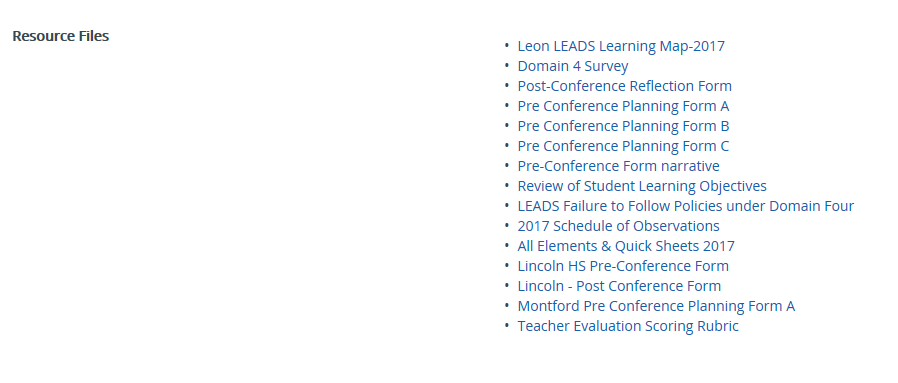 Resource Files
• Leon LEADS Learning Map-2017
• Domain 4 Survey
• Post-Conference Reflection Form
• Pre Conference Planning Form A
• Pre Conference Planning Form B
• Pre Conference Planning Form C
• Pre-Conference Form narrative
• Review of Student Learning Objectives
• LEADS Failure to Follow Policies under Domain Four
• 2017 Schedule of Observations
• All Elements & Quick Sheets 2017
• Lincoln HS Pre-Conference Form
• Lincoln - Post Conference Form
• Montford Pre Conference Planning Form A
• Teacher Evaluation Scoring Rubric